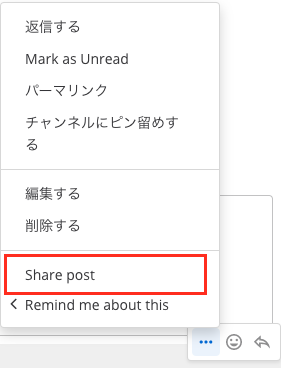 返信する
Mark as Unread
パーマリンク
チャンネルにピン留めす
る
編集する
削除する
Share post
Remind me about this